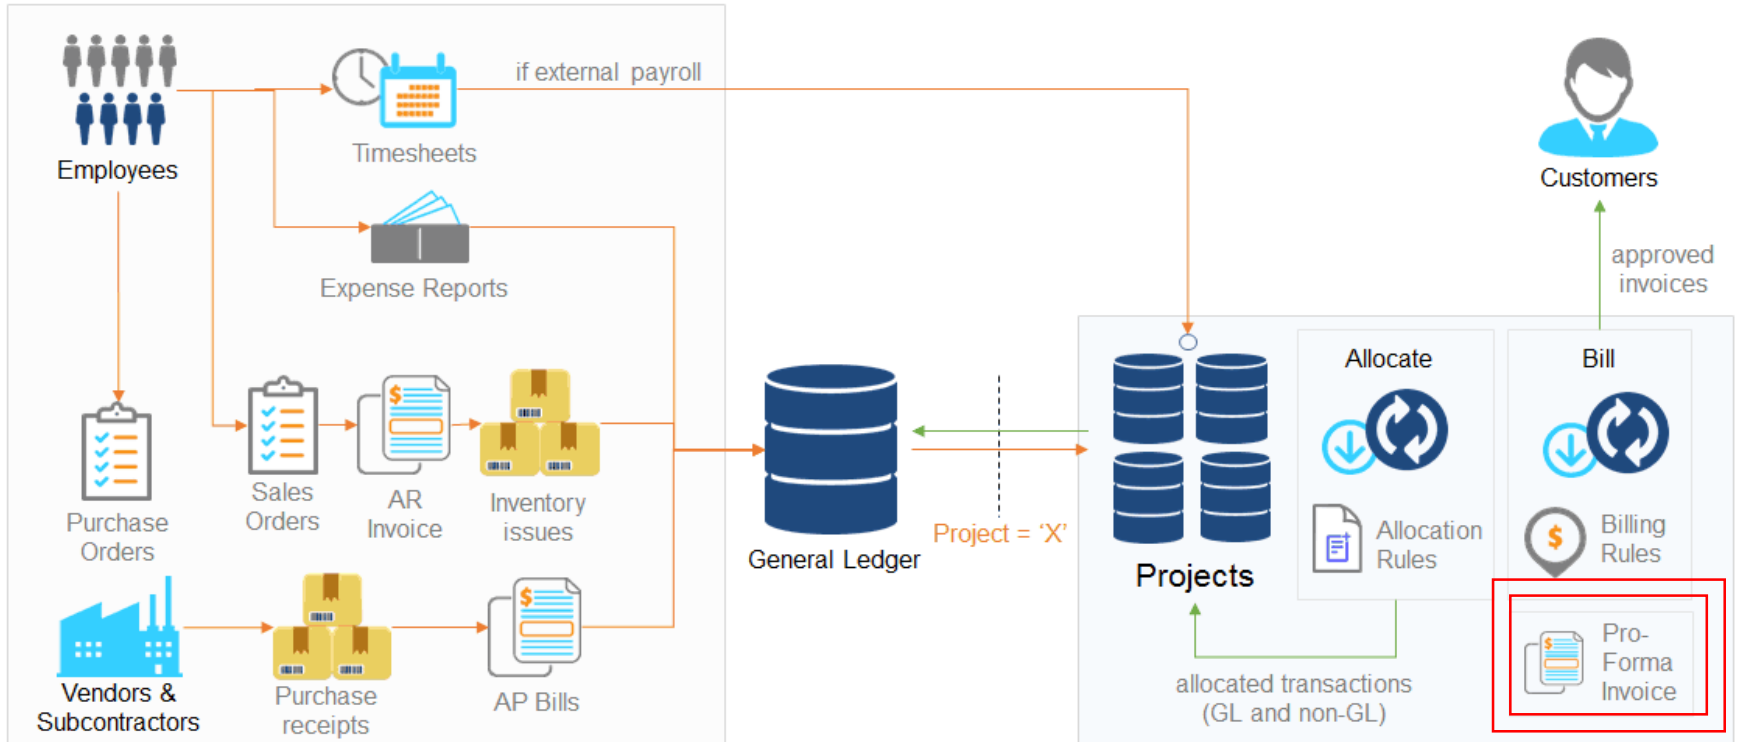 if external payroll
Timesheets
Employees
Expense Reports
Customers
approved
invoices
Allocate
Bill
Purchase
Orders
Sales
Orders
AR
Invoice
Inventory
issues
General Ledger
Project = ‘X’
Projects
Allocation
Rules
Billing
Rules
Vendors &
Subcontractors
Purchase
receipts
AP Bills
allocated transactions
(GL and non-GL)
Pro-
Forma
Invoice